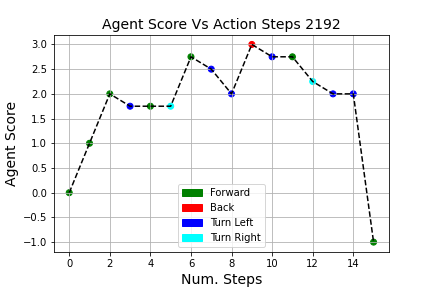 Agent Score Vs Action Steps 2192
Agent Score
3.0
2.5
2.0
1.5
1.0
0.5
0.0
−0.5
−1.0
Forward
Back
Turn Left
Turn Right
0 2 4 6 8 10 12 14
Num. Steps